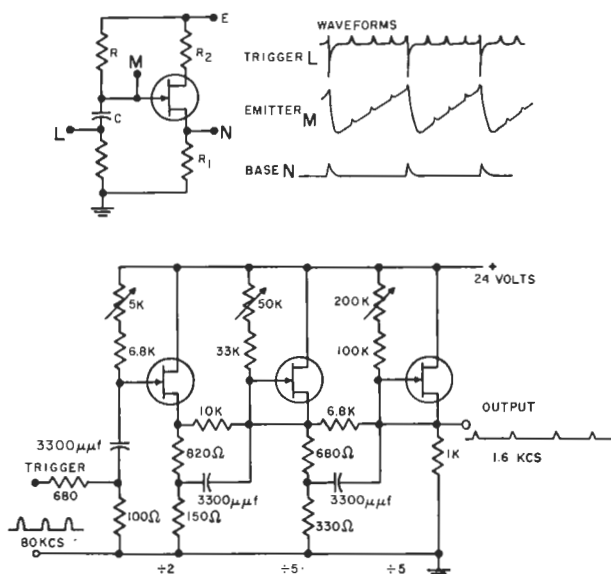 E
R
R2
M
C
L
N
R1
WAVEFORMS
TRIGGER L
EMITTER M
BASE N
+
24 VOLTS
5K
50K
200K
6.8K
33K
100K
10K
6.8K
OUTPUT
3300μμf
820Ω
680Ω
1K
1.6 KCS
TRIGGER
3300μμf
3300μμf
680
100Ω
150Ω
330Ω
80KCS
÷2
÷5
÷5